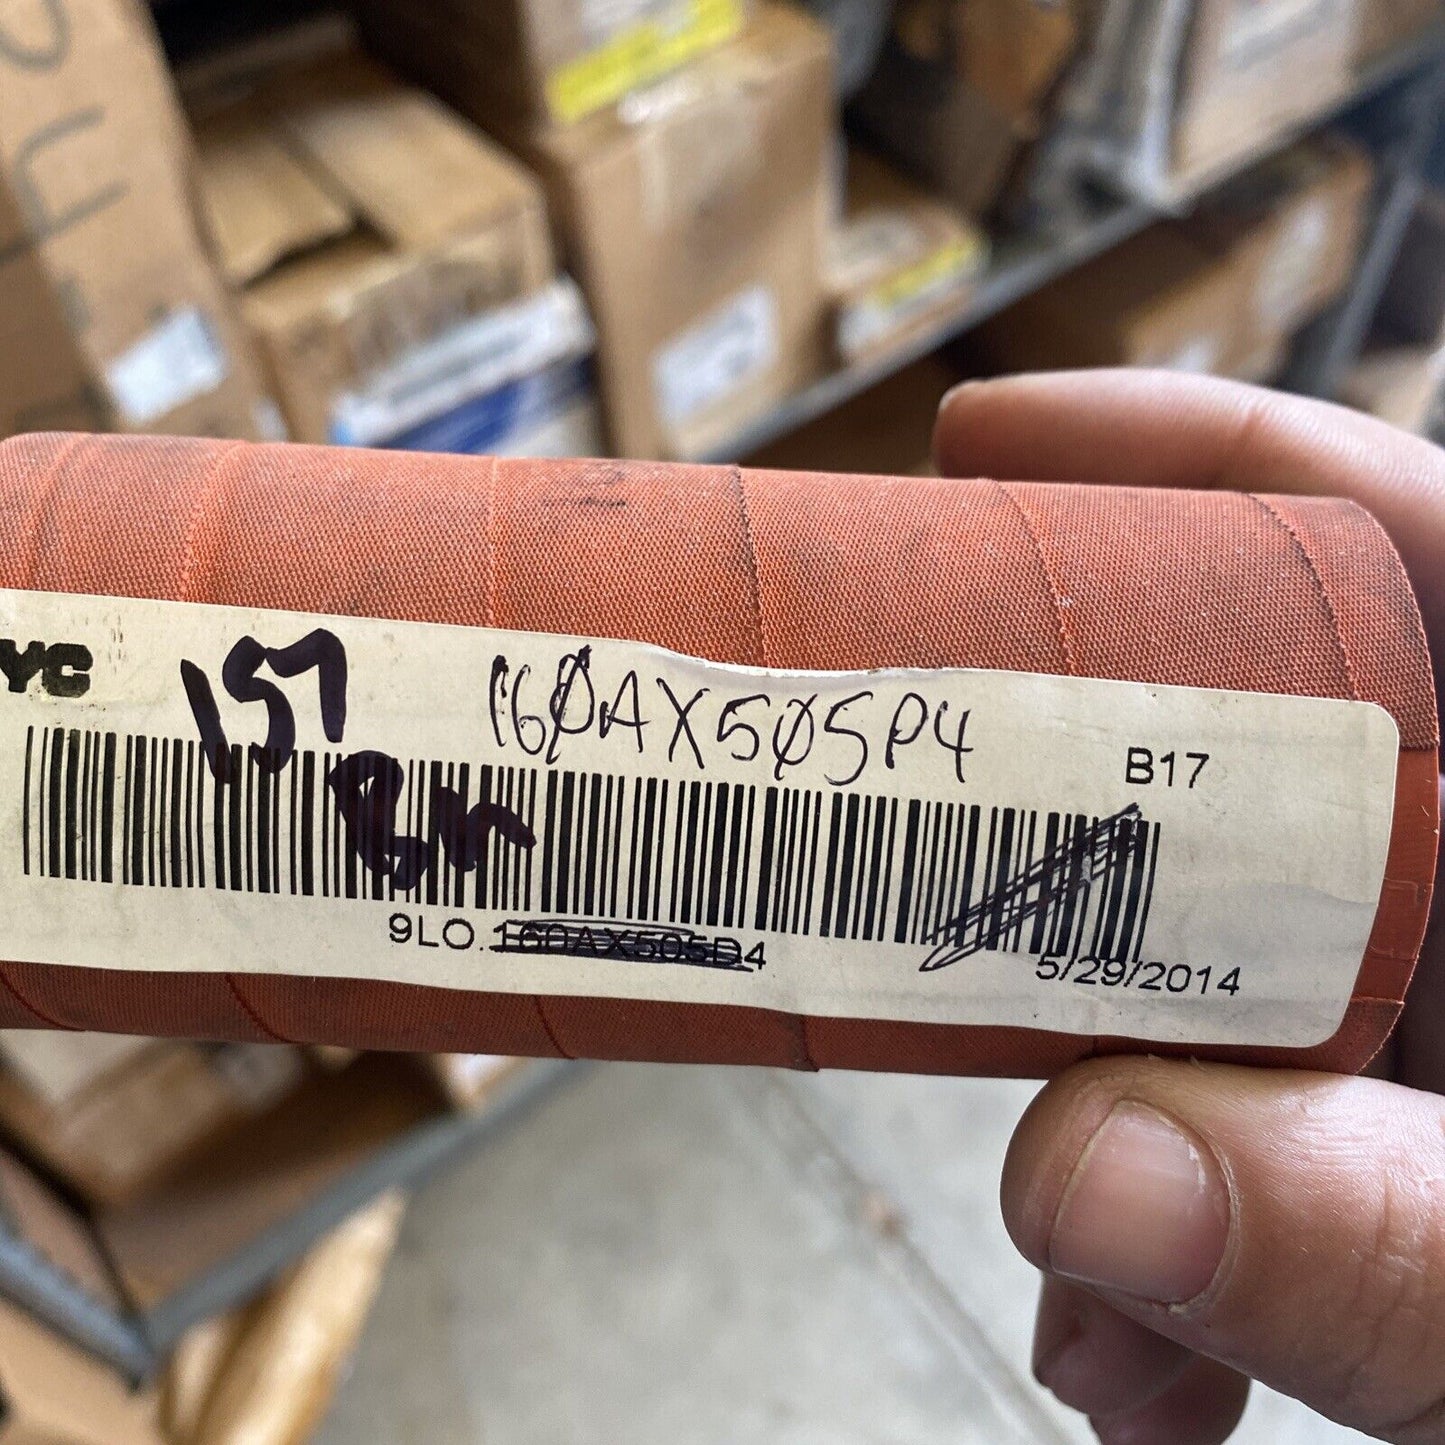 YC
157
160AX505P4
B17
9LO.160AX505D4
5/29/2014